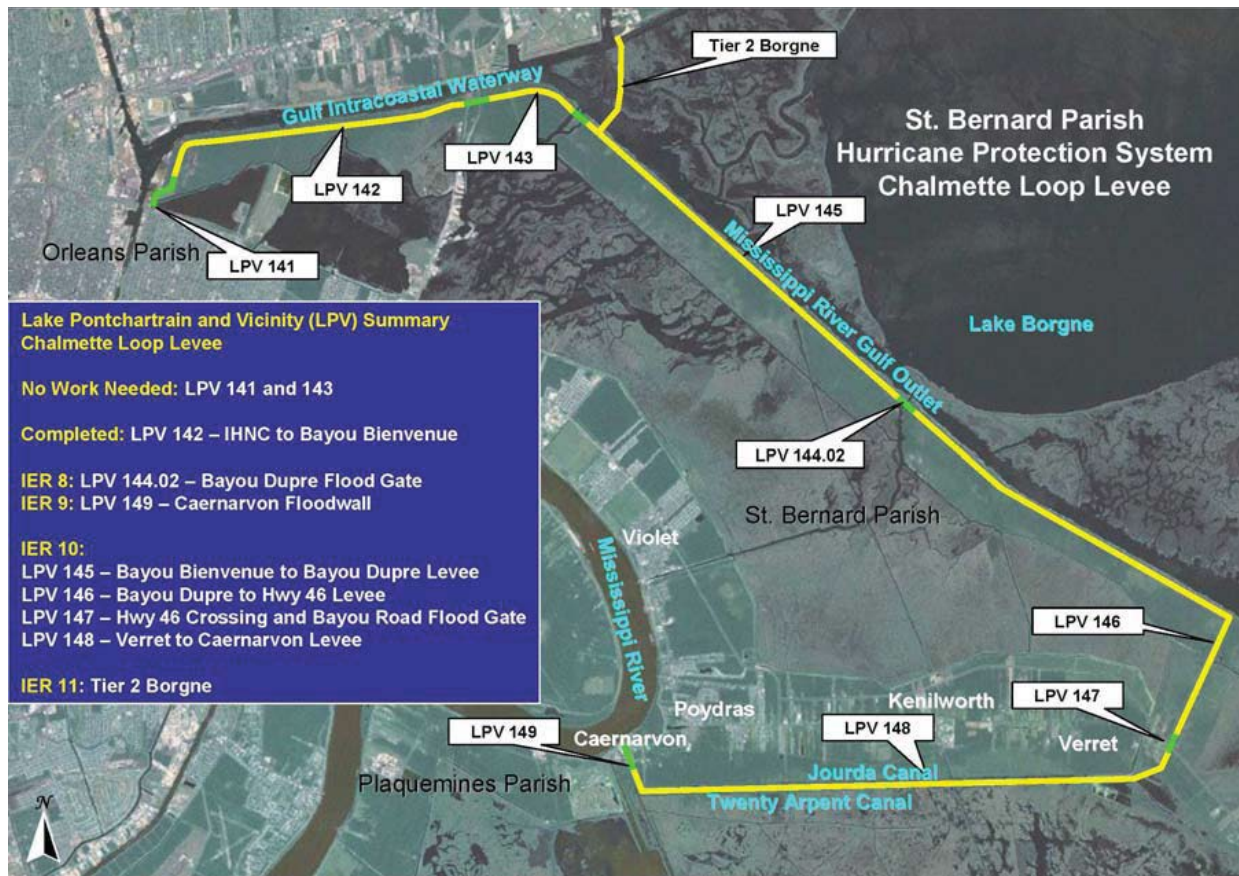 Tier 2 Borgne
Gulf Intracoastal Waterway
St. Bernard Parish
Hurricane Protection System
Chalmette Loop Levee
LPV 143
LPV 142
LPV 145
Orleans Parish
LPV 141
Mississippi River Gulf Outlet
Lake Borgne
Lake Pontchartrain and Vicinity (LPV) Summary
Chalmette Loop Levee
No Work Needed: LPV 141 and 143
Completed: LPV 142 – IHNC to Bayou Bienvenue
IER 8: LPV 144.02 – Bayou Dupre Flood Gate
IER 9: LPV 149 – Caernarvon Floodwall
IER 10:
LPV 145 – Bayou Bienvenue to Bayou Dupre Levee
LPV 146 – Bayou Dupre to Hwy 46 Levee
LPV 147 – Hwy 46 Crossing and Bayou Road Flood Gate
LPV 148 – Verret to Caernarvon Levee
IER 11: Tier 2 Borgne
LPV 144.02
St. Bernard Parish
Violet
Mississippi River
LPV 146
Kenilworth
LPV 147
Poydras
LPV 149
Caernarvon
LPV 148
Verret
Plaquemines Parish
Jourda Canal
Twenty Arpent Canal
N